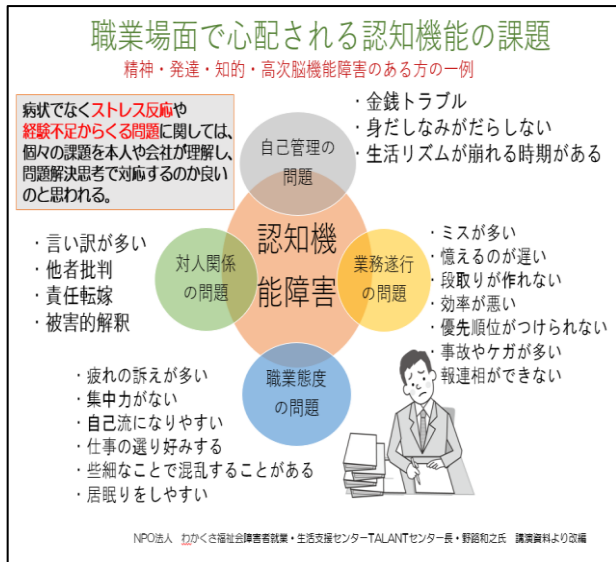 職業場面で心配される認知機能の課題
精神・発達・知的・高次脳機能障害のある方の一例
病状でなくストレス反応や
経験不足からくる問題に関しては、
個々の課題を本人や会社が理解し、
問題解決思考で対応するのか良い
のと思われる。
・金銭トラブル
・身だしなみがだらしない
・生活リズムが崩れる時期がある
自己管理の
問題
・言い訳が多い
・他者批判
・責任転嫁
・被害的解釈
対人関係
の問題
認知機
能障害
業務遂行
の問題
・ミスが多い
・憶えるのが遅い
・段取りが作れない
・効率が悪い
・優先順位がつけられない
・事故やケガが多い
・報連相ができない
職業態度
の問題
・疲れの訴えが多い
・集中力がない
・自己流になりやすい
・仕事の選り好みする
・些細なことで混乱することがある
・居眠りをしやすい
NPO法人 わかくさ福祉会障害者就業・生活支援センターTALANTセンター長・野路和之氏 講演資料より改編